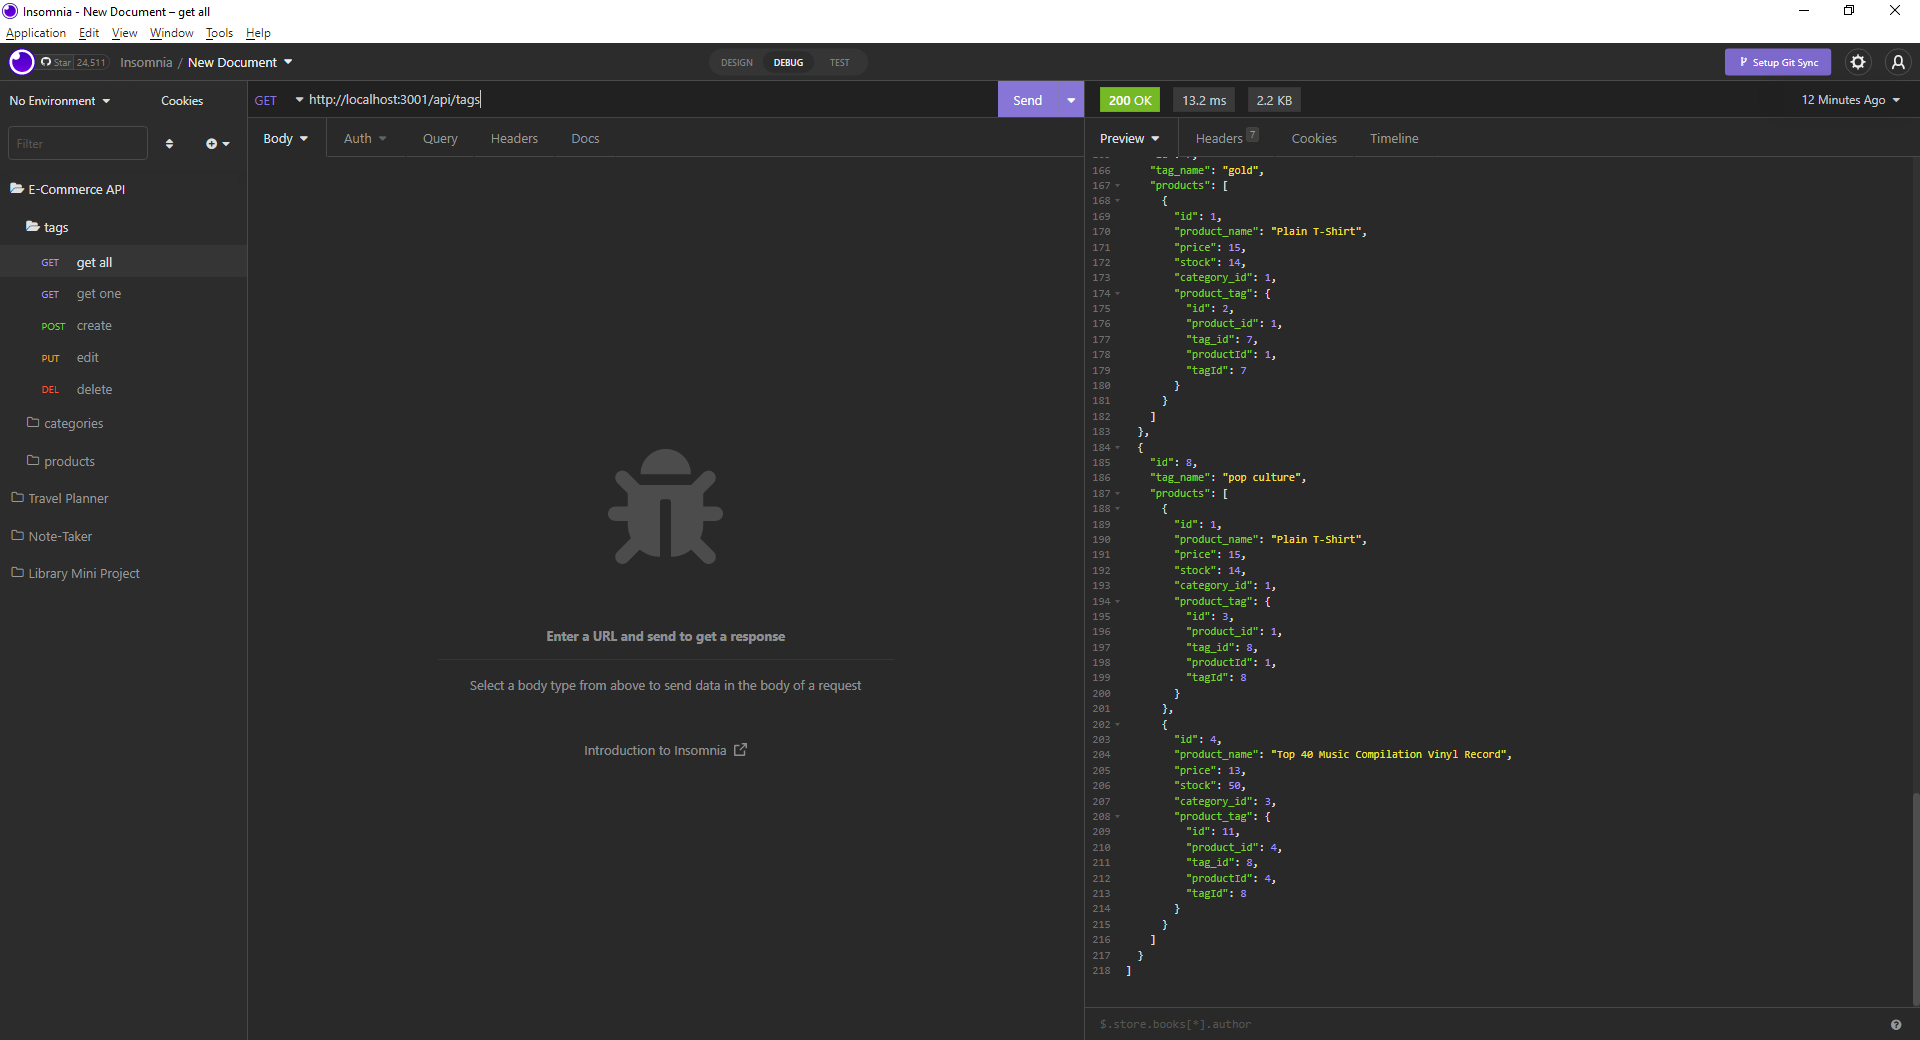 Insomnia - New Document – get all
Application Edit View Window Tools Help
Star 24,511 Insomnia / New Document DESIGN DEBUG TEST Setup Git Sync
No Environment Cookies
GET http://localhost:3001/api/tags Send
200 OK 13.2 ms 2.2 KB 12 Minutes Ago
Filter
Body Auth Query Headers Docs
Preview Headers 7 Cookies Timeline
E-Commerce API
tags
GET get all
GET get one
POST create
PUT edit
DEL delete
categories
products
Travel Planner
Note-Taker
Library Mini Project
Enter a URL and send to get a response
Select a body type from above to send data in the body of a request
Introduction to Insomnia
166 "tag_name": "gold",
167 "products": [
168 {
169 "id": 1,
170 "product_name": "Plain T-Shirt",
171 "price": 15,
172 "stock": 14,
173 "category_id": 1,
174 "product_tag": {
175 "id": 2,
176 "product_id": 1,
177 "tag_id": 7,
178 "productId": 1,
179 "tagId": 7
180 }
181 }
182 ]
183 },
184 {
185 "id": 8,
186 "tag_name": "pop culture",
187 "products": [
188 {
189 "id": 1,
190 "product_name": "Plain T-Shirt",
191 "price": 15,
192 "stock": 14,
193 "category_id": 1,
194 "product_tag": {
195 "id": 3,
196 "product_id": 1,
197 "tag_id": 8,
198 "productId": 1,
199 "tagId": 8
200 }
201 },
202 {
203 "id": 4,
204 "product_name": "Top 40 Music Compilation Vinyl Record",
205 "price": 13,
206 "stock": 50,
207 "category_id": 3,
208 "product_tag": {
209 "id": 11,
210 "product_id": 4,
211 "tag_id": 8,
212 "productId": 4,
213 "tagId": 8
214 }
215 }
216 ]
217 }
218 ]
$.store.books[*].author